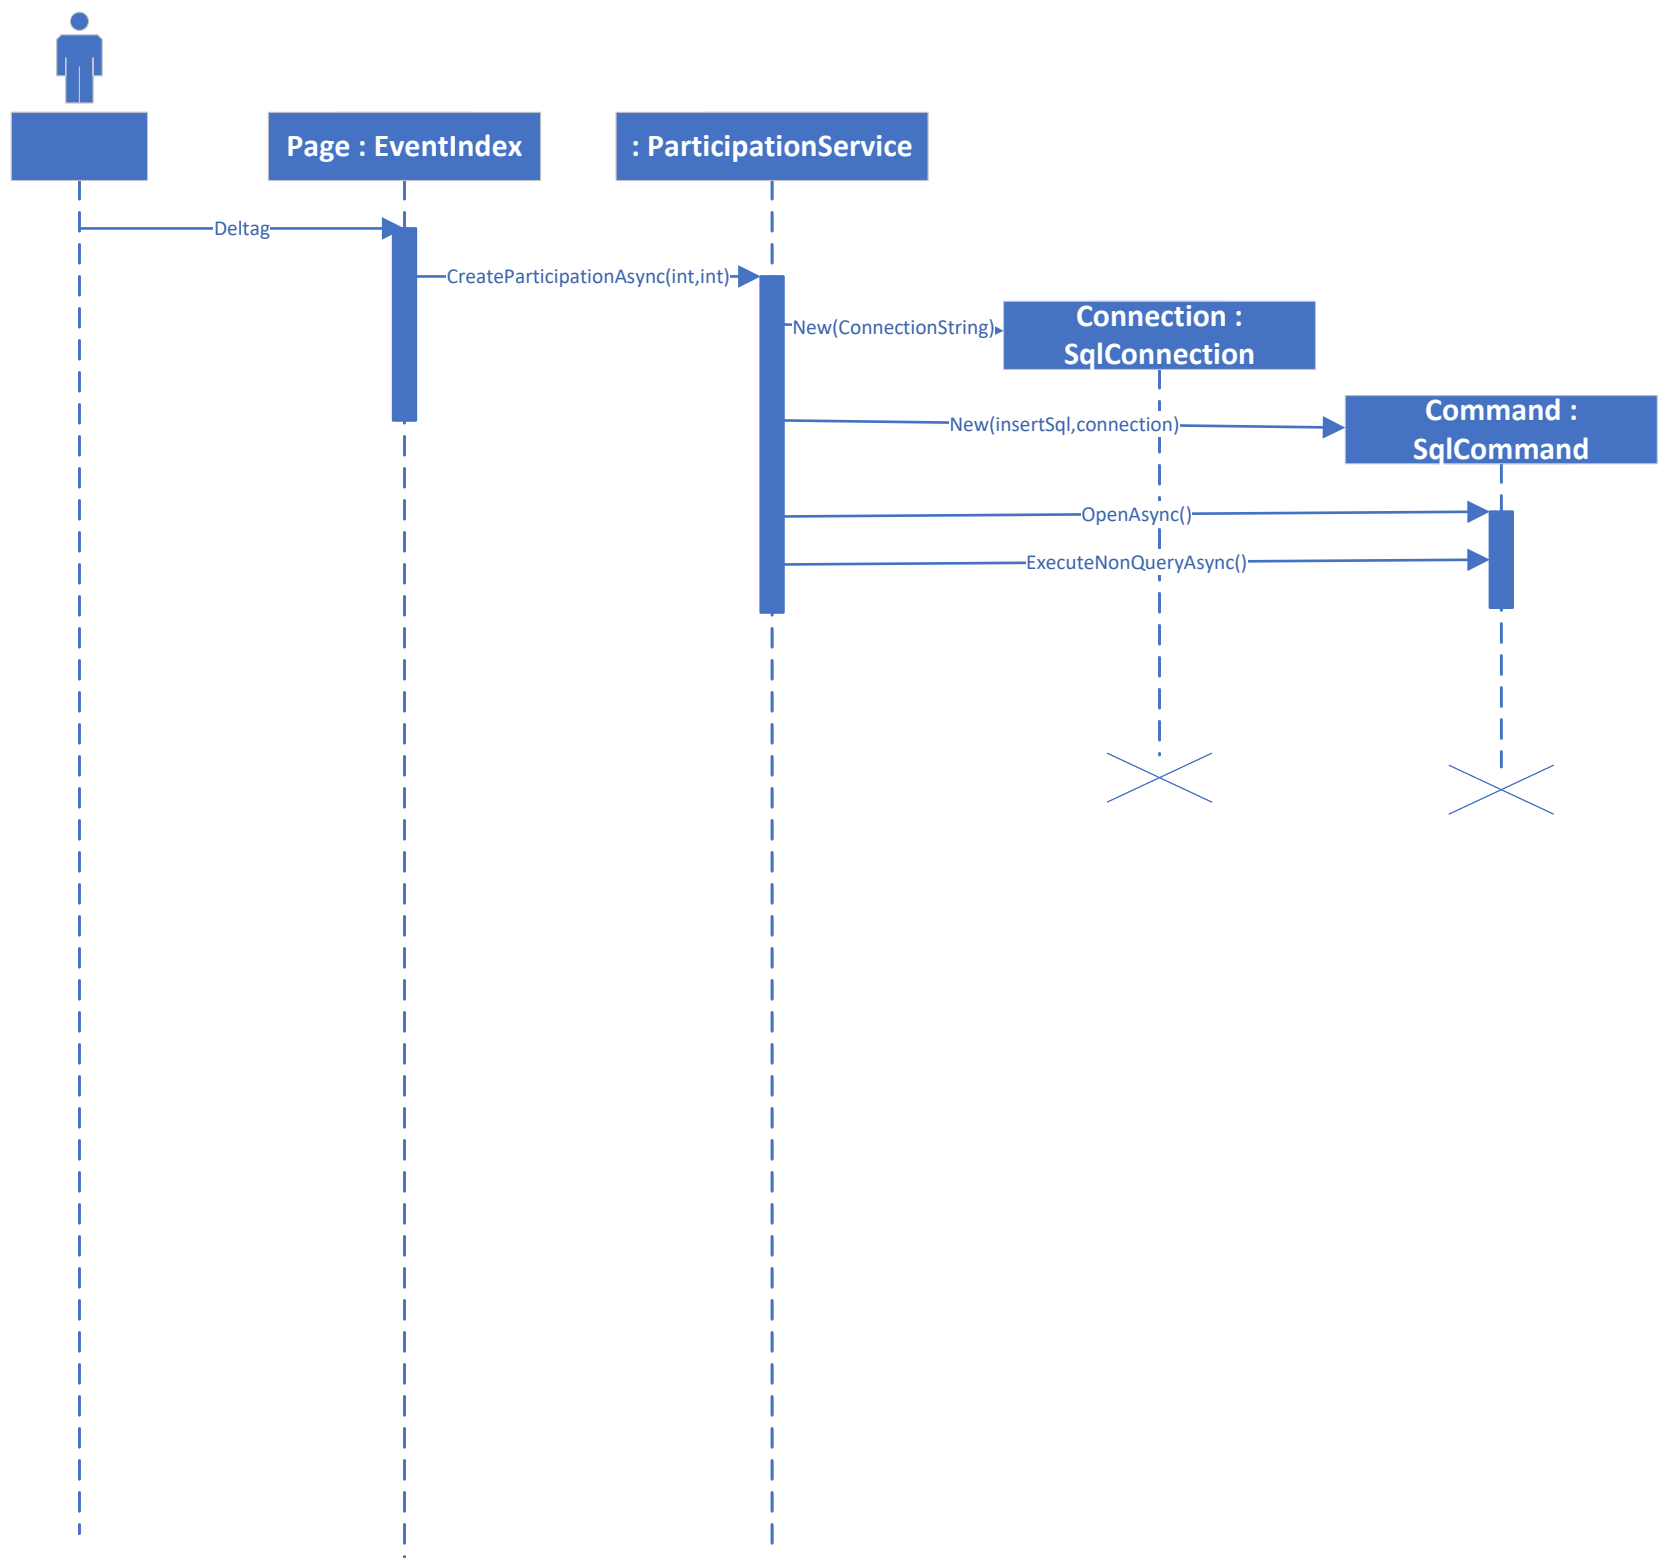 Page : EventIndex
: ParticipationService
Deltag
CreateParticipationAsync(int,int)
New(ConnectionString)
Connection :
SqlConnection
New(insertSql,connection)
Command :
SqlCommand
OpenAsync()
ExecuteNonQueryAsync()